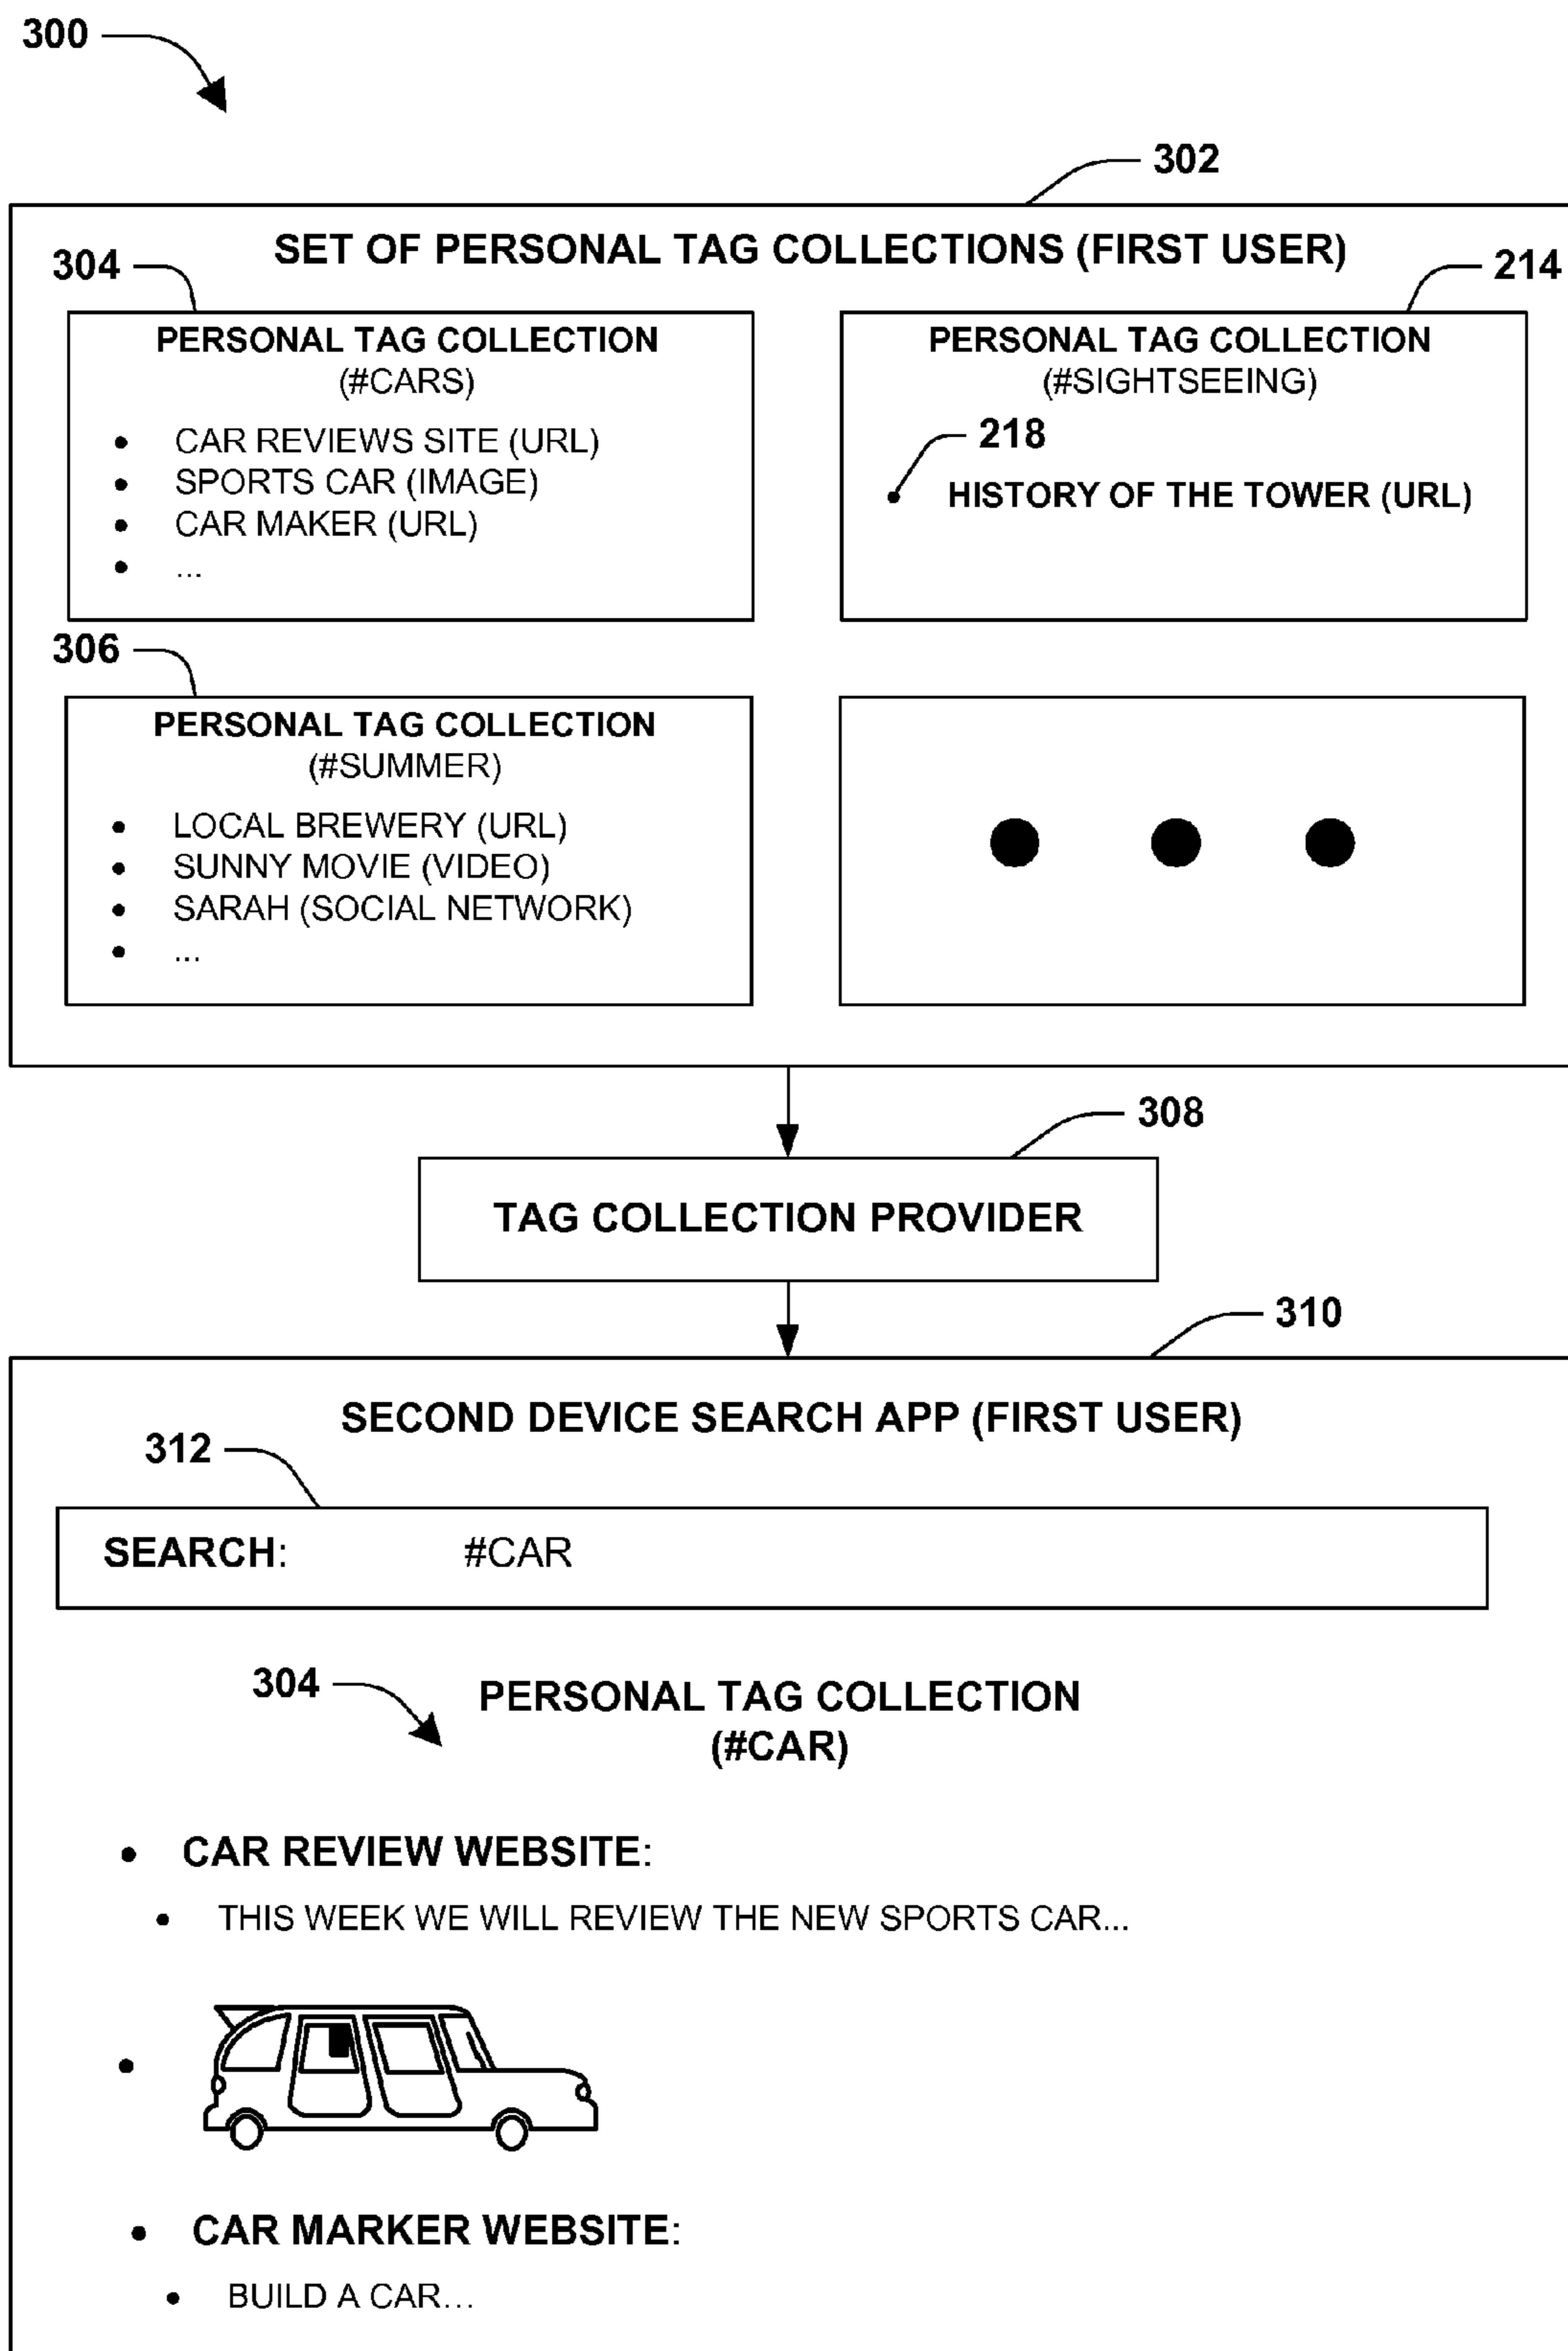 300
302
SET OF PERSONAL TAG COLLECTIONS (FIRST USER)
304
PERSONAL TAG COLLECTION
(#CARS)
• CAR REVIEWS SITE (URL)
• SPORTS CAR (IMAGE)
• CAR MAKER (URL)
• ...
214
PERSONAL TAG COLLECTION
(#SIGHTSEEING)
218
• HISTORY OF THE TOWER (URL)
306
PERSONAL TAG COLLECTION
(#SUMMER)
• LOCAL BREWERY (URL)
• SUNNY MOVIE (VIDEO)
• SARAH (SOCIAL NETWORK)
• ...
308
TAG COLLECTION PROVIDER
310
SECOND DEVICE SEARCH APP (FIRST USER)
312
SEARCH: #CAR
304
PERSONAL TAG COLLECTION
(#CAR)
• CAR REVIEW WEBSITE:
• THIS WEEK WE WILL REVIEW THE NEW SPORTS CAR...
• CAR MARKER WEBSITE:
• BUILD A CAR...